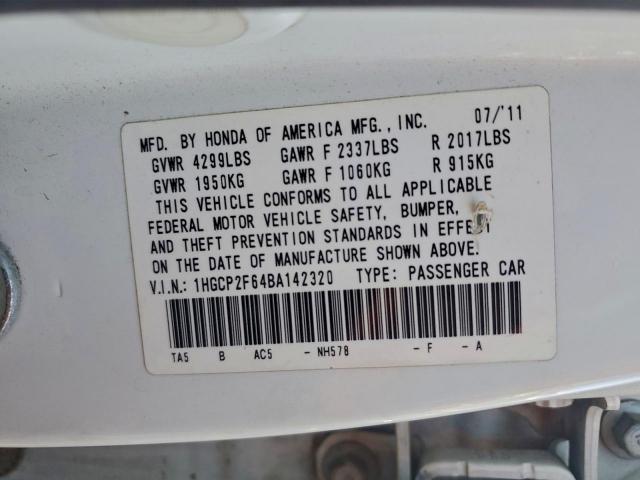 MFD. BY HONDA OF AMERICA MFG., INC. 07/'11
GVWR 4299LBS GAWR F 2337LBS R 2017LBS
GVWR 1950KG GAWR F 1060KG R 915KG
THIS VEHICLE CONFORMS TO ALL APPLICABLE
FEDERAL MOTOR VEHICLE SAFETY, BUMPER,
AND THEFT PREVENTION STANDARDS IN EFFECT
ON THE DATE OF MANUFACTURE SHOWN ABOVE.
V.I.N.: 1HGCP2F64BA142320 TYPE: PASSENGER CAR
TA5 B AC5 - NH578 - F - A